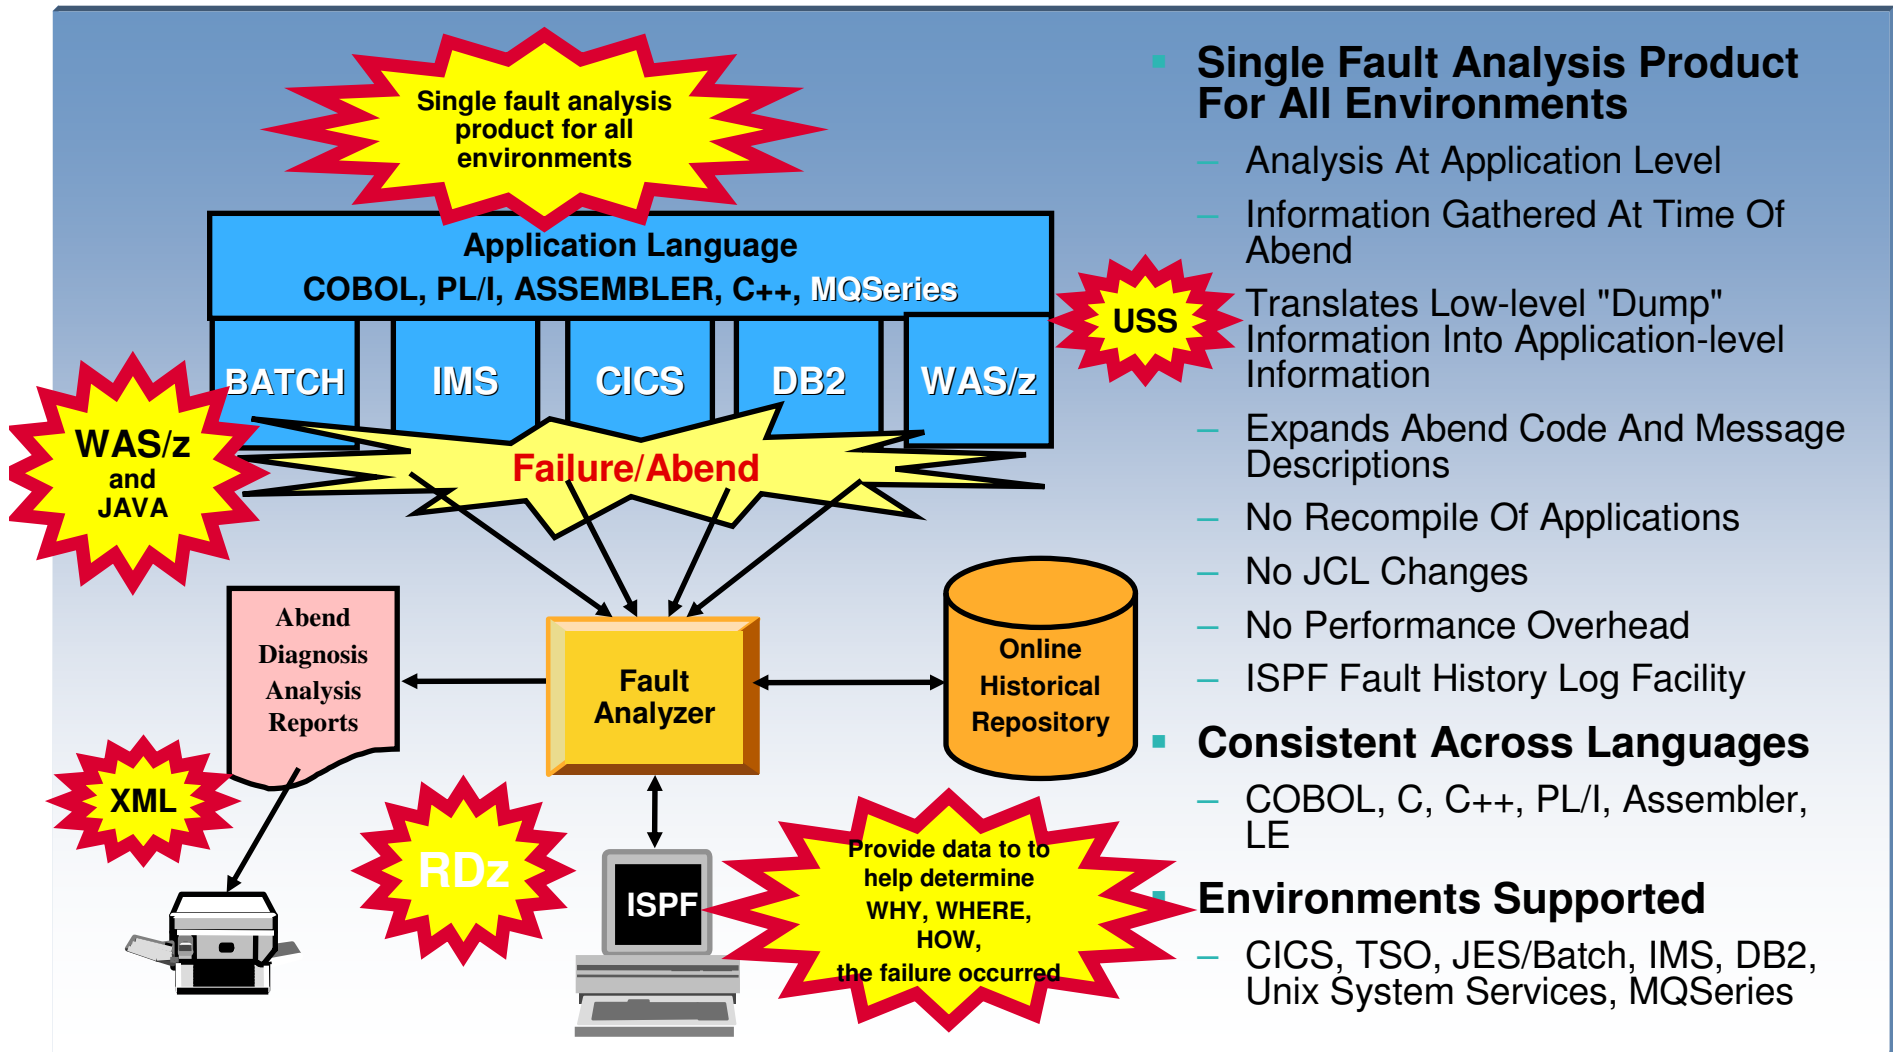 Single fault analysis
product for all
environments
Application Language
COBOL, PL/I, ASSEMBLER, C++, MQSeries
BATCH
IMS
CICS
DB2
WAS/z
USS
WAS/z
and
JAVA
Failure/Abend
Abend
Diagnosis
Analysis
Reports
Fault
Analyzer
Online
Historical
Repository
XML
RDz
ISPF
Provide data to to
help determine
WHY, WHERE,
HOW,
the failure occurred
▪ Single Fault Analysis Product
For All Environments
– Analysis At Application Level
– Information Gathered At Time Of
Abend
Translates Low-level "Dump"
Information Into Application-level
Information
– Expands Abend Code And Message
Descriptions
– No Recompile Of Applications
– No JCL Changes
– No Performance Overhead
– ISPF Fault History Log Facility
▪ Consistent Across Languages
– COBOL, C, C++, PL/I, Assembler,
LE
▪ Environments Supported
– CICS, TSO, JES/Batch, IMS, DB2,
Unix System Services, MQSeries